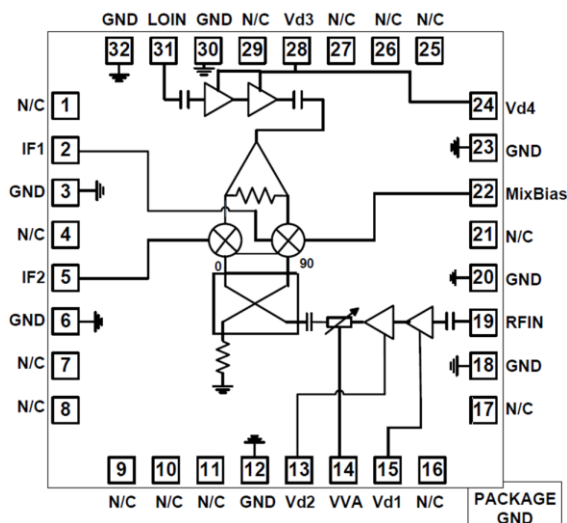 GND LOIN GND N/C Vd3 N/C N/C N/C
32 31 30 29 28 27 26 25
N/C 1
24 Vd4
IF1 2
23 GND
GND 3
22 MixBias
N/C 4
21 N/C
0 90
IF2 5
20 GND
GND 6
19 RFIN
N/C 7
18 GND
N/C 8
17 N/C
9 10 11 12 13 14 15 16
N/C N/C N/C GND Vd2 VVA Vd1 N/C
PACKAGE
GND